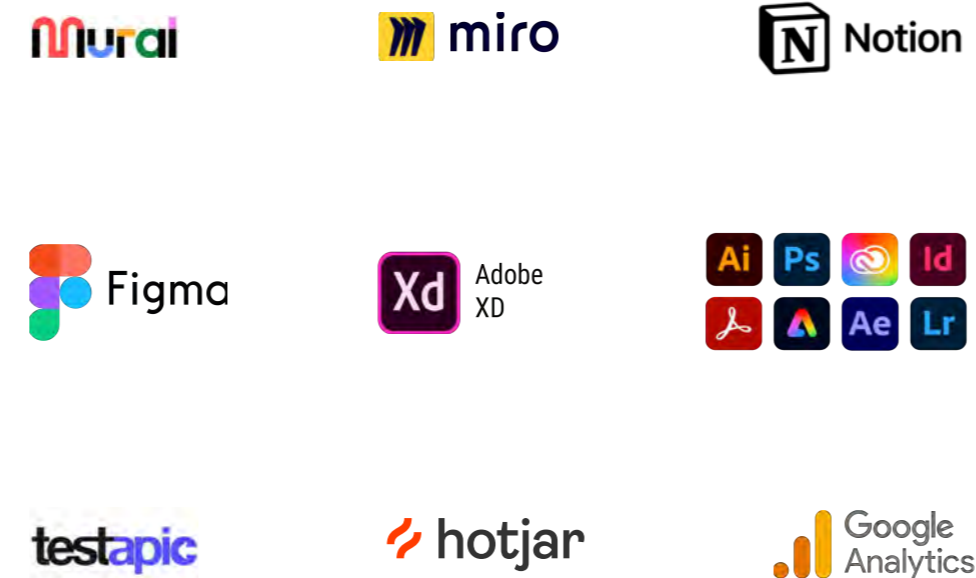 Mural
miro
N Notion
Figma
Xd Adobe
XD
Ai Ps Id
Ae Lr
testapic
hotjar
Google
Analytics